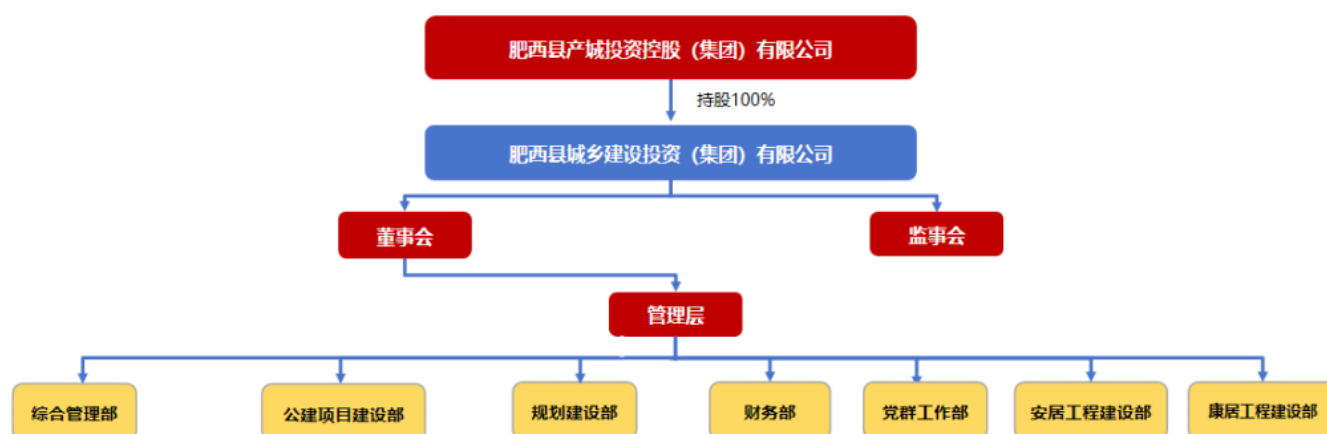 肥西县产城投资控股（集团）有限公司
持股100%
肥西县城乡建设投资（集团）有限公司
董事会
监事会
管理层
综合管理部
公建项目建设部
规划建设部
财务部
党群工作部
安居工程建设部
康居工程建设部